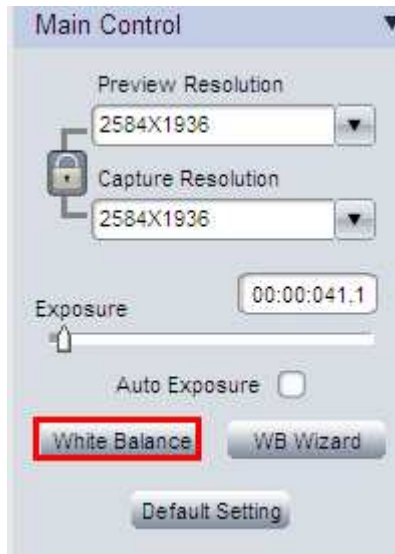 Main Control
Preview Resolution
2584X1936
Capture Resolution
2584X1936
00:00:041.1
Exposure
Auto Exposure
White Balance WB Wizard
Default Setting